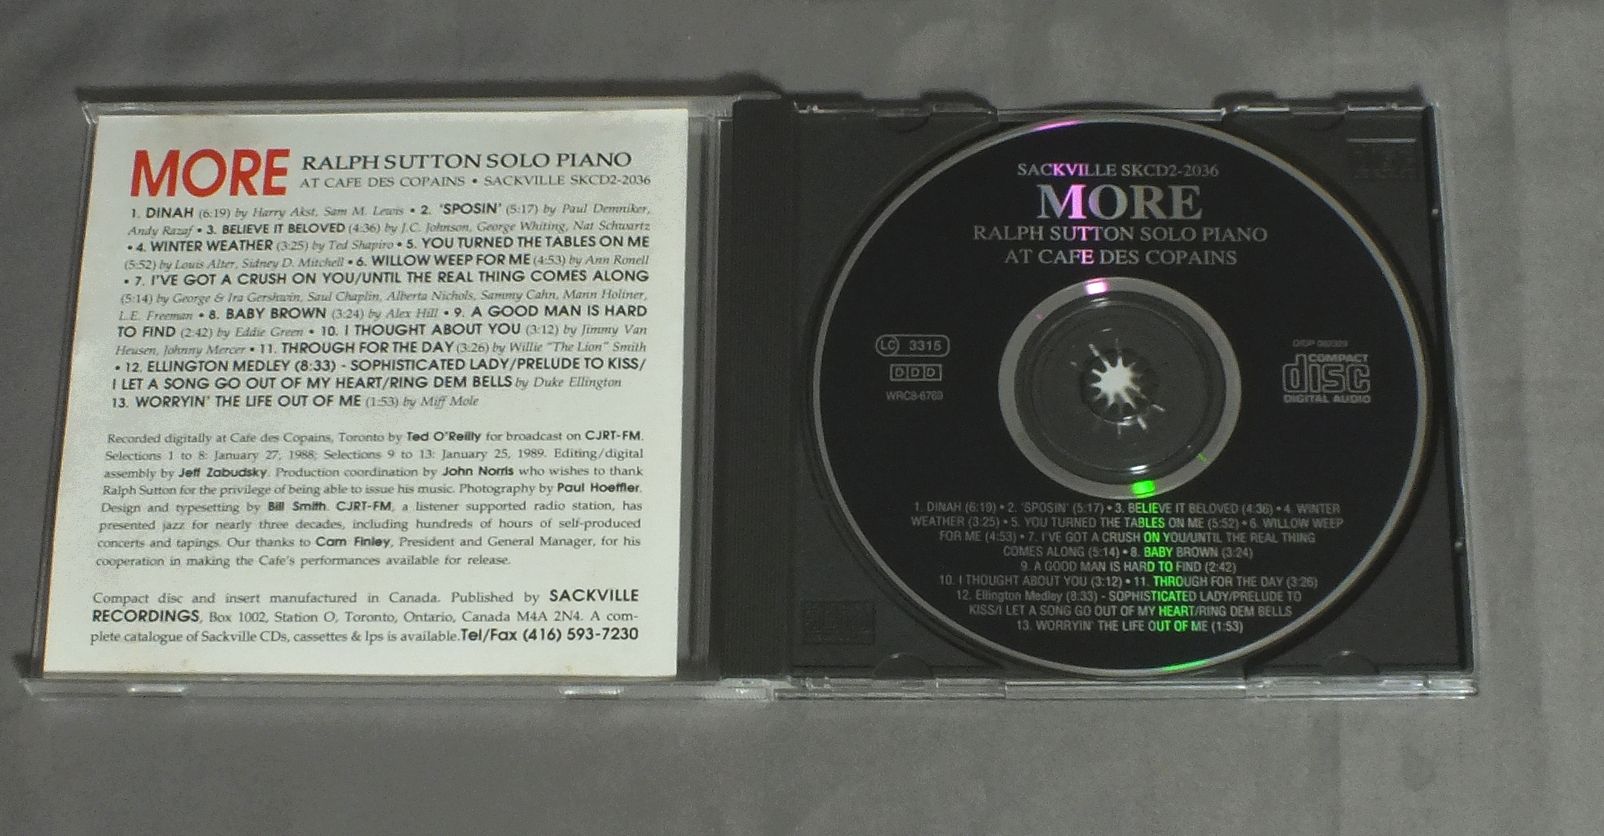 MORE RALPH SUTTON SOLO PIANO
AT CAFE DES COPAINS • SACKVILLE SKCD2-2036
1. DINAH (6:19) by Harry Akst, Sam M. Lewis • 2. 'SPOSIN' (5:17) by Paul Demniker,
Andy Razaf • 3. BELIEVE IT BELOVED (4:36) by J.C. Johnson, George Whiting, Nat Schwartz
• 4. WINTER WEATHER (3:25) by Ted Shapiro • 5. YOU TURNED THE TABLES ON ME
(5:52) by Louis Alter, Sidney D. Mitchell • 6. WILLOW WEEP FOR ME (4:53) by Ann Ronell
• 7. I'VE GOT A CRUSH ON YOU/UNTIL THE REAL THING COMES ALONG
(5:14) by George & Ira Gershwin, Saul Chaplin, Alberta Nichols, Sammy Cahn, Mann Holiner,
L.E. Freeman • 8. BABY BROWN (3:24) by Alex Hill • 9. A GOOD MAN IS HARD
TO FIND (2:42) by Eddie Green • 10. I THOUGHT ABOUT YOU (3:12) by Jimmy Van
Heusen, Johnny Mercer • 11. THROUGH FOR THE DAY (3:26) by Willie "The Lion" Smith
• 12. ELLINGTON MEDLEY (8:33) - SOPHISTICATED LADY/PRELUDE TO KISS/
I LET A SONG GO OUT OF MY HEART/RING DEM BELLS by Duke Ellington
13. WORRYIN' THE LIFE OUT OF ME (1:53) by Miff Mole
Recorded digitally at Cafe des Copains, Toronto by Ted O'Reilly for broadcast on CJRT-FM.
Selections 1 to 8: January 27, 1988; Selections 9 to 13: January 25, 1989. Editing/digital
assembly by Jeff Zabudsky. Production coordination by John Norris who wishes to thank
Ralph Sutton for the privilege of being able to issue his music. Photography by Paul Hoeffler.
Design and typesetting by Bill Smith. CJRT-FM, a listener supported radio station, has
presented jazz for nearly three decades, including hundreds of hours of self-produced
concerts and tapings. Our thanks to Cam Finley, President and General Manager, for his
cooperation in making the Cafe's performances available for release.
Compact disc and insert manufactured in Canada. Published by SACKVILLE
RECORDINGS, Box 1002, Station O, Toronto, Ontario, Canada M4A 2N4. A com-
plete catalogue of Sackville CDs, cassettes & lps is available. Tel/Fax (416) 593-7230
SACKVILLE SKCD2-2036
MORE
RALPH SUTTON SOLO PIANO
AT CAFE DES COPAINS
LC 3315
DDD
WRC8-6769
COMPACT
disc
DIGITAL AUDIO
1. DINAH (6:19) • 2. 'SPOSIN' (5:17) • 3. BELIEVE IT BELOVED (4:36) • 4. WINTER
WEATHER (3:25) • 5. YOU TURNED THE TABLES ON ME (5:52) • 6. WILLOW WEEP
FOR ME (4:53) • 7. I'VE GOT A CRUSH ON YOU/UNTIL THE REAL THING
COMES ALONG (5:14) • 8. BABY BROWN (3:24)
9. A GOOD MAN IS HARD TO FIND (2:42)
10. I THOUGHT ABOUT YOU (3:12) • 11. THROUGH FOR THE DAY (3:26)
12. Ellington Medley (8:33) - SOPHISTICATED LADY/PRELUDE TO
KISS/I LET A SONG GO OUT OF MY HEART/RING DEM BELLS
13. WORRYIN' THE LIFE OUT OF ME (1:53)